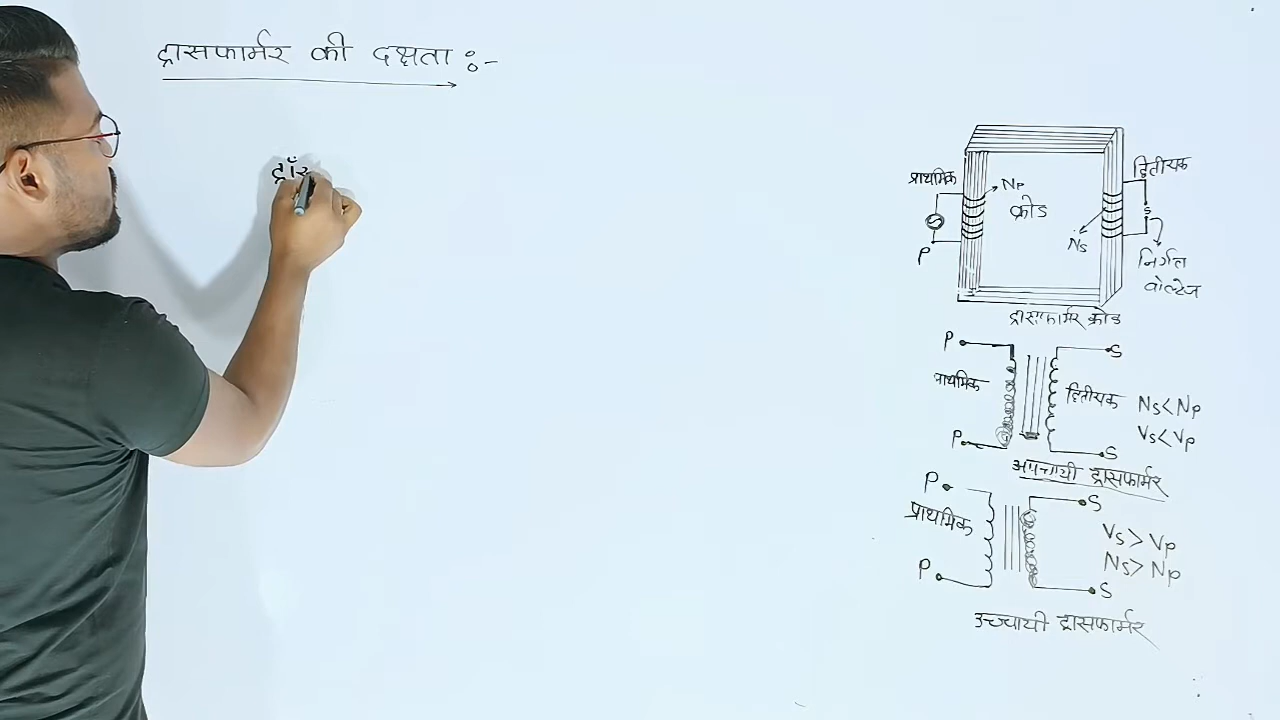 ट्रासफार्मर की दक्षता :-
ट्राँस
प्राथमिक
द्वितीयक
Np
क्रोड
Ns
P
S
निर्गत
वोल्टेज
ट्रासफार्मर क्रोड
P
S
प्राथमिक
द्वितीयक
Ns<Np
Vs<Vp
P
S
अपचायी ट्रासफार्मर
P
S
प्राथमिक
Vs>Vp
Ns>Np
P
S
उच्चायी ट्रासफार्मर